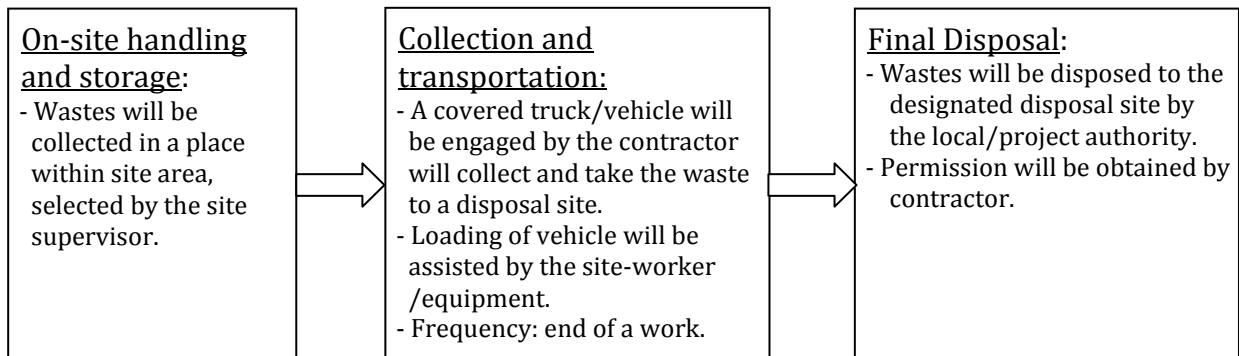 On-site handling
and storage:
- Wastes will be
collected in a place
within site area,
selected by the site
supervisor.
Collection and
transportation:
- A covered truck/vehicle will
be engaged by the contractor
will collect and take the waste
to a disposal site.
- Loading of vehicle will be
assisted by the site-worker
/equipment.
- Frequency: end of a work.
Final Disposal:
- Wastes will be disposed to the
designated disposal site by
the local/project authority.
- Permission will be obtained by
contractor.